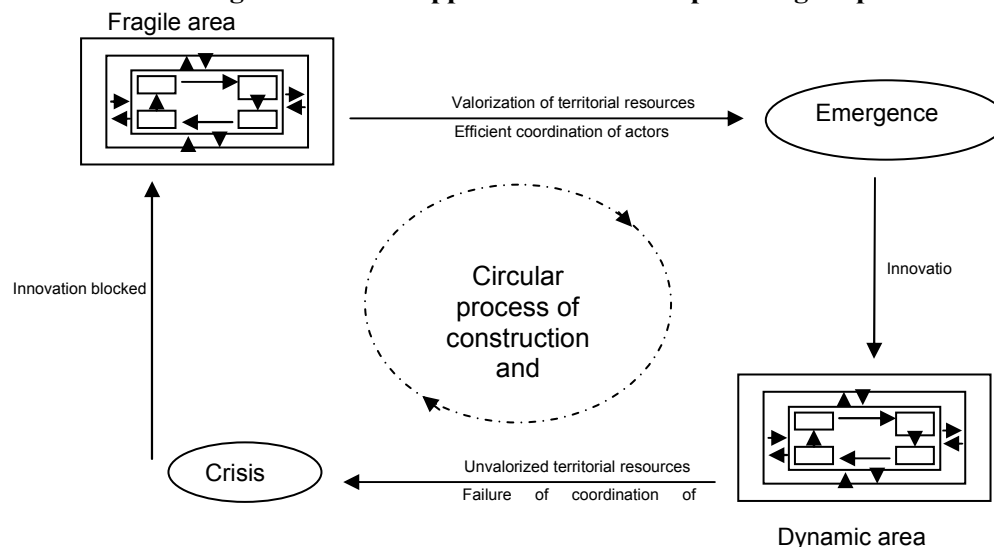 Fragile area
Valorization of territorial resources
Efficient coordination of actors
Emergence
Innovation blocked
Circular
process of
construction
and
Innovatio
Crisis
Unvalorized territorial resources
Failure of coordination of
Dynamic area